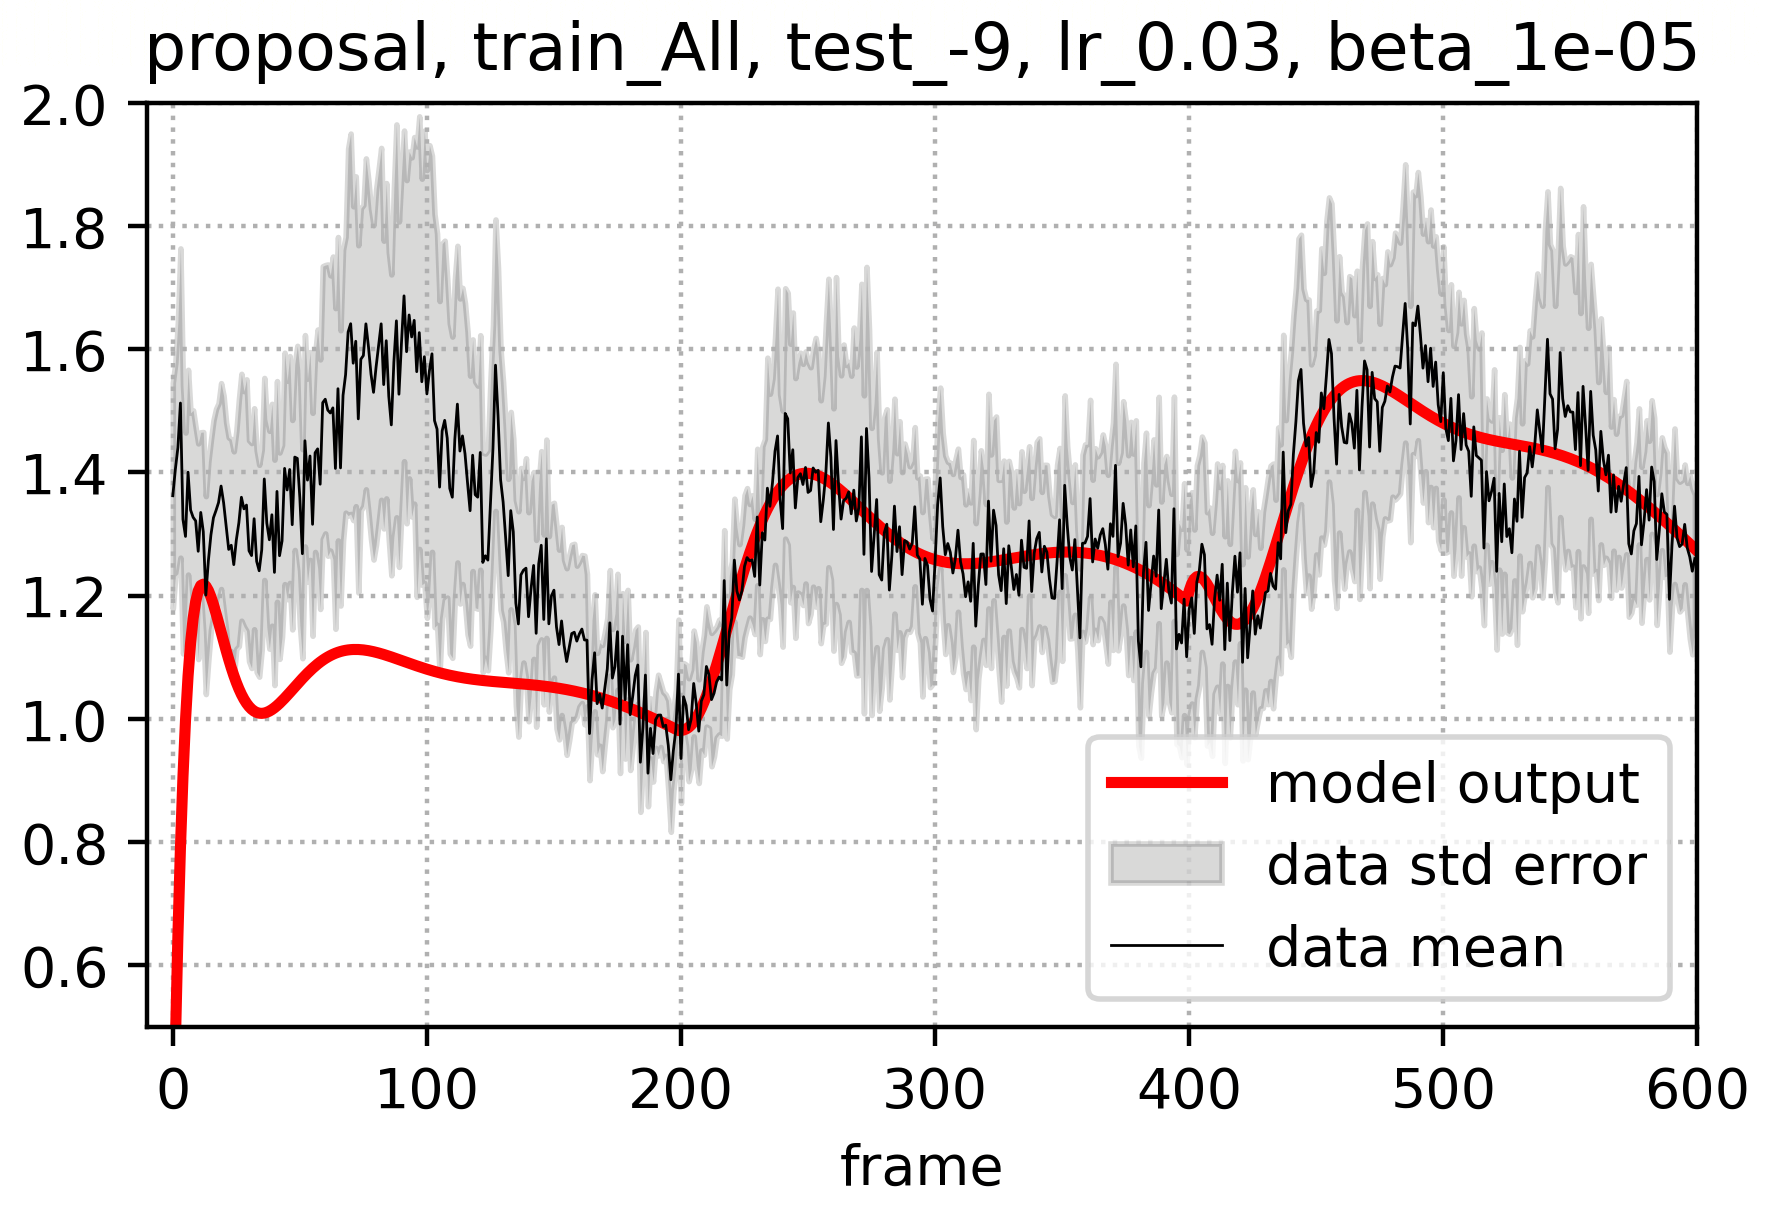 proposal, train_All, test_-9, lr_0.03, beta_1e-05
2.0
1.8
1.6
1.4
1.2
1.0
0.8
0.6
model output
data std error
data mean
0 100 200 300 400 500 600
frame